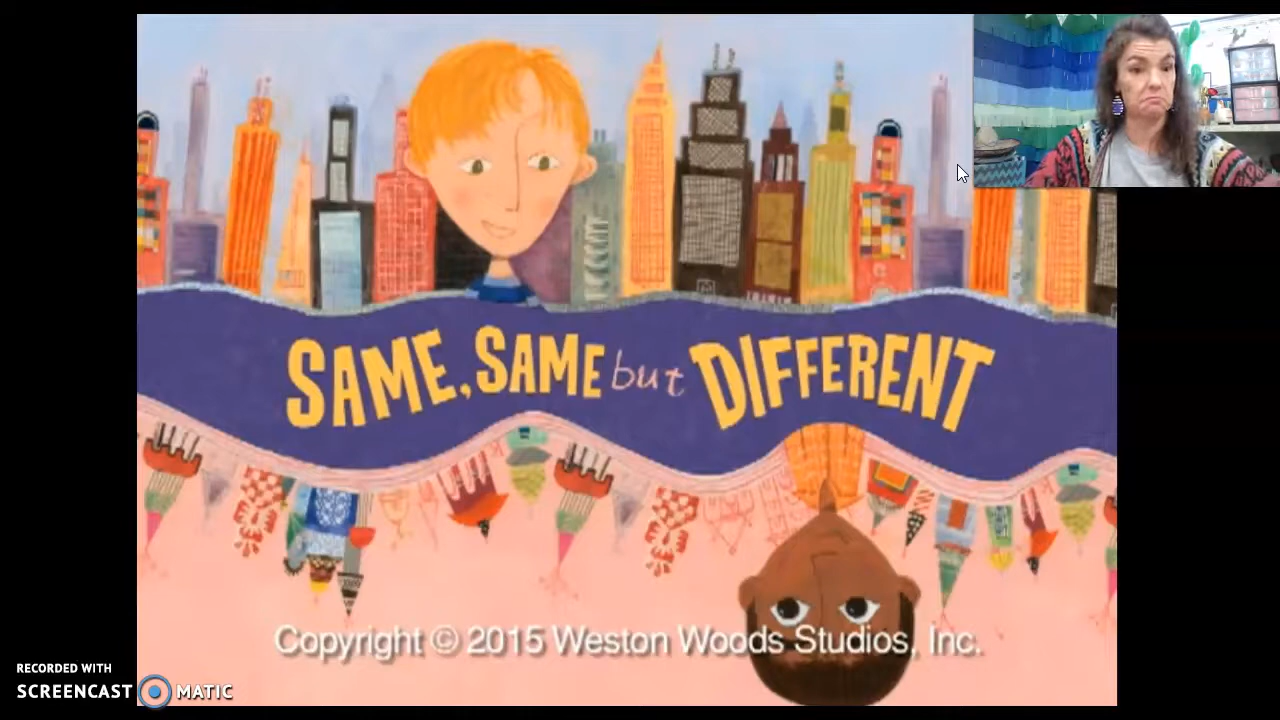 SAME, SAME but DIFFERENT
Copyright © 2015 Weston Woods Studios, Inc.
RECORDED WITH
SCREENCAST MATIC